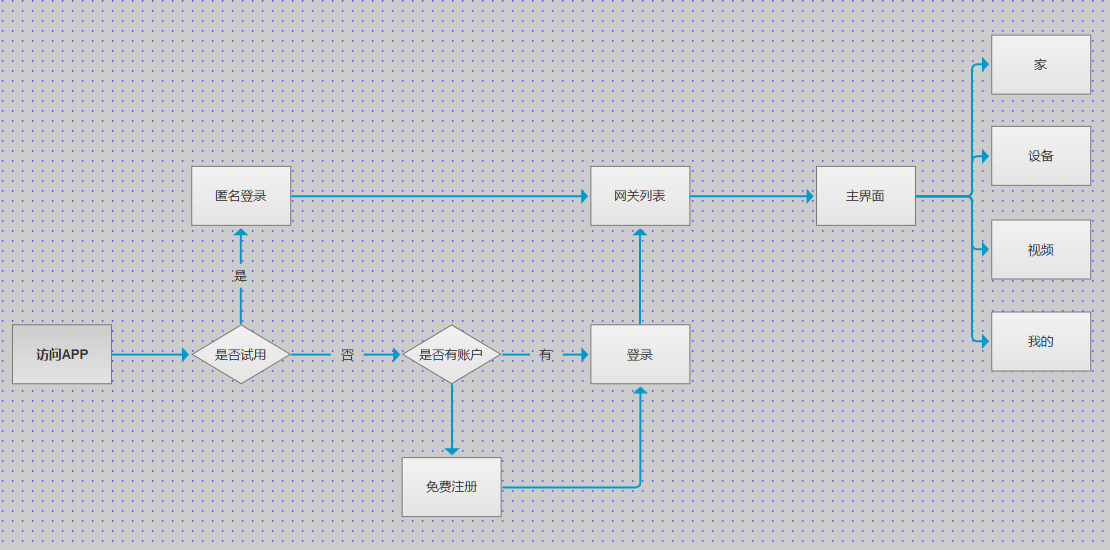 家
设备
匿名登录
网关列表
主界面
视频
是
我的
访问APP
是否试用
否
是否有账户
有
登录
免费注册